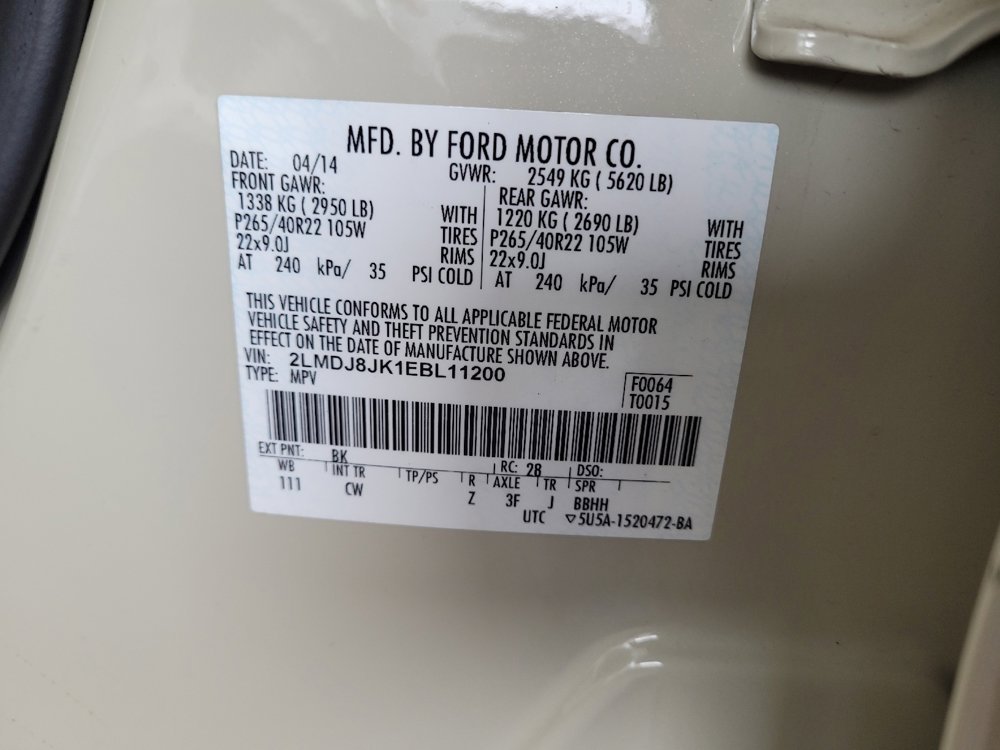 MFD. BY FORD MOTOR CO.
DATE: 04/14 GVWR: 2549 KG ( 5620 LB)
FRONT GAWR: REAR GAWR:
1338 KG ( 2950 LB) WITH 1220 KG ( 2690 LB) WITH
P265/40R22 105W TIRES P265/40R22 105W TIRES
22x9.0J RIMS 22x9.0J RIMS
AT 240 kPa/ 35 PSI COLD AT 240 kPa/ 35 PSI COLD
THIS VEHICLE CONFORMS TO ALL APPLICABLE FEDERAL MOTOR
VEHICLE SAFETY AND THEFT PREVENTION STANDARDS IN
EFFECT ON THE DATE OF MANUFACTURE SHOWN ABOVE.
VIN: 2LMDJ8JK1EBL11200
TYPE: MPV F0064
T0015
EXT PNT: BK RC: 28 DSO:
WB INT TR TP/PS R AXLE TR SPR
111 CW Z 3F J BBHH
UTC ▽5U5A-1520472-BA